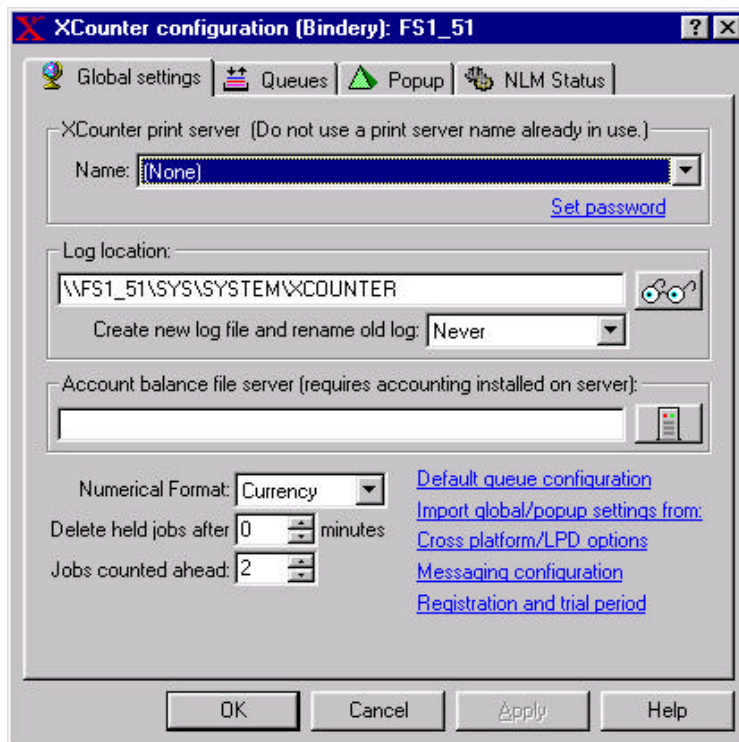 XCounter configuration (Bindery): FS1_51
Global settings Queues Popup NLM Status
XCounter print server (Do not use a print server name already in use.)
Name: (None)
Set password
Log location:
\\FS1_51\SYS\SYSTEM\XCOUNTER
Create new log file and rename old log: Never
Account balance file server (requires accounting installed on server):
Numerical Format: Currency
Delete held jobs after 0 minutes
Jobs counted ahead: 2
Default queue configuration
Import global/popup settings from:
Cross platform/LPD options
Messaging configuration
Registration and trial period
OK Cancel Apply Help